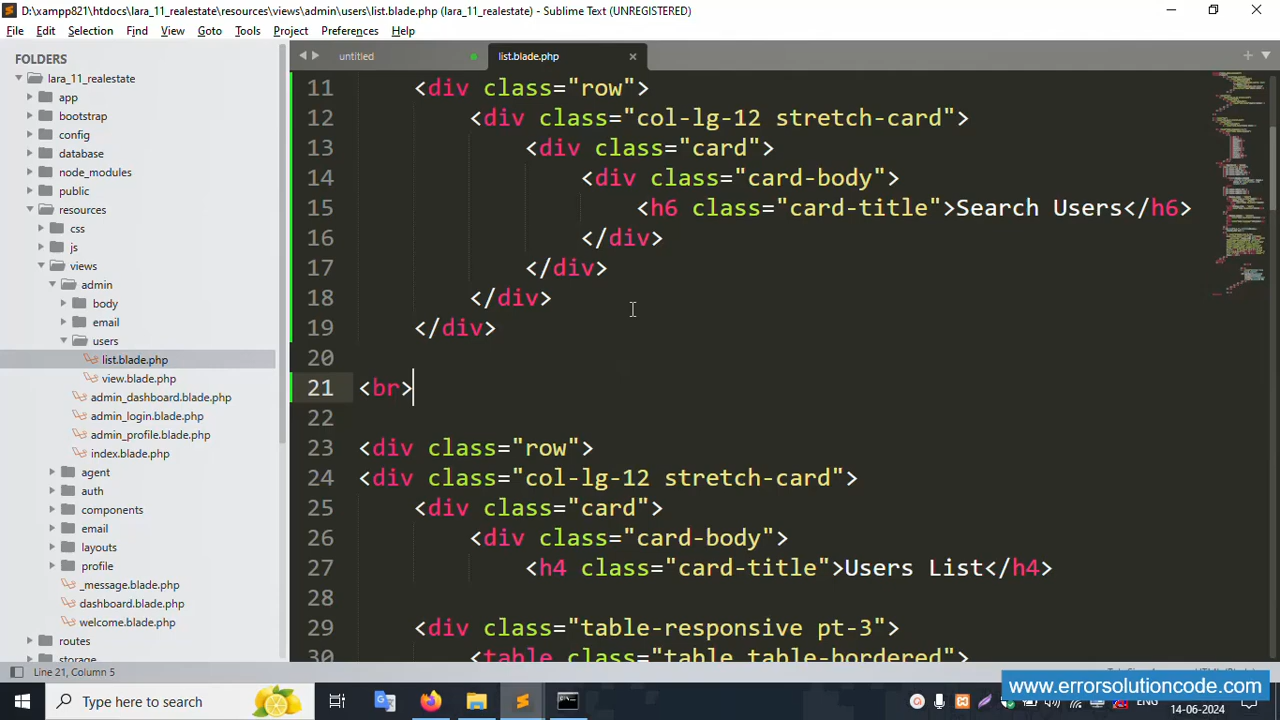 D:\xampp821\htdocs\lara_11_realestate\resources\views\admin\users\list.blade.php (lara_11_realestate) - Sublime Text (UNREGISTERED)
File Edit Selection Find View Goto Tools Project Preferences Help
FOLDERS
lara_11_realestate
app
bootstrap
config
database
node_modules
public
resources
css
js
views
admin
body
email
users
list.blade.php
view.blade.php
admin_dashboard.blade.php
admin_login.blade.php
admin_profile.blade.php
index.blade.php
agent
auth
components
email
layouts
profile
_message.blade.php
dashboard.blade.php
welcome.blade.php
routes
storage
untitled
list.blade.php
11 <div class="row">
12 <div class="col-lg-12 stretch-card">
13 <div class="card">
14 <div class="card-body">
15 <h6 class="card-title">Search Users</h6>
16 </div>
17 </div>
18 </div>
19 </div>
20
21 <br>
22
23 <div class="row">
24 <div class="col-lg-12 stretch-card">
25 <div class="card">
26 <div class="card-body">
27 <h4 class="card-title">Users List</h4>
28
29 <div class="table-responsive pt-3">
30 <table class="table table-bordered">
Line 21, Column 5
www.errorsolutioncode.com
Type here to search
ENG
14-06-2024